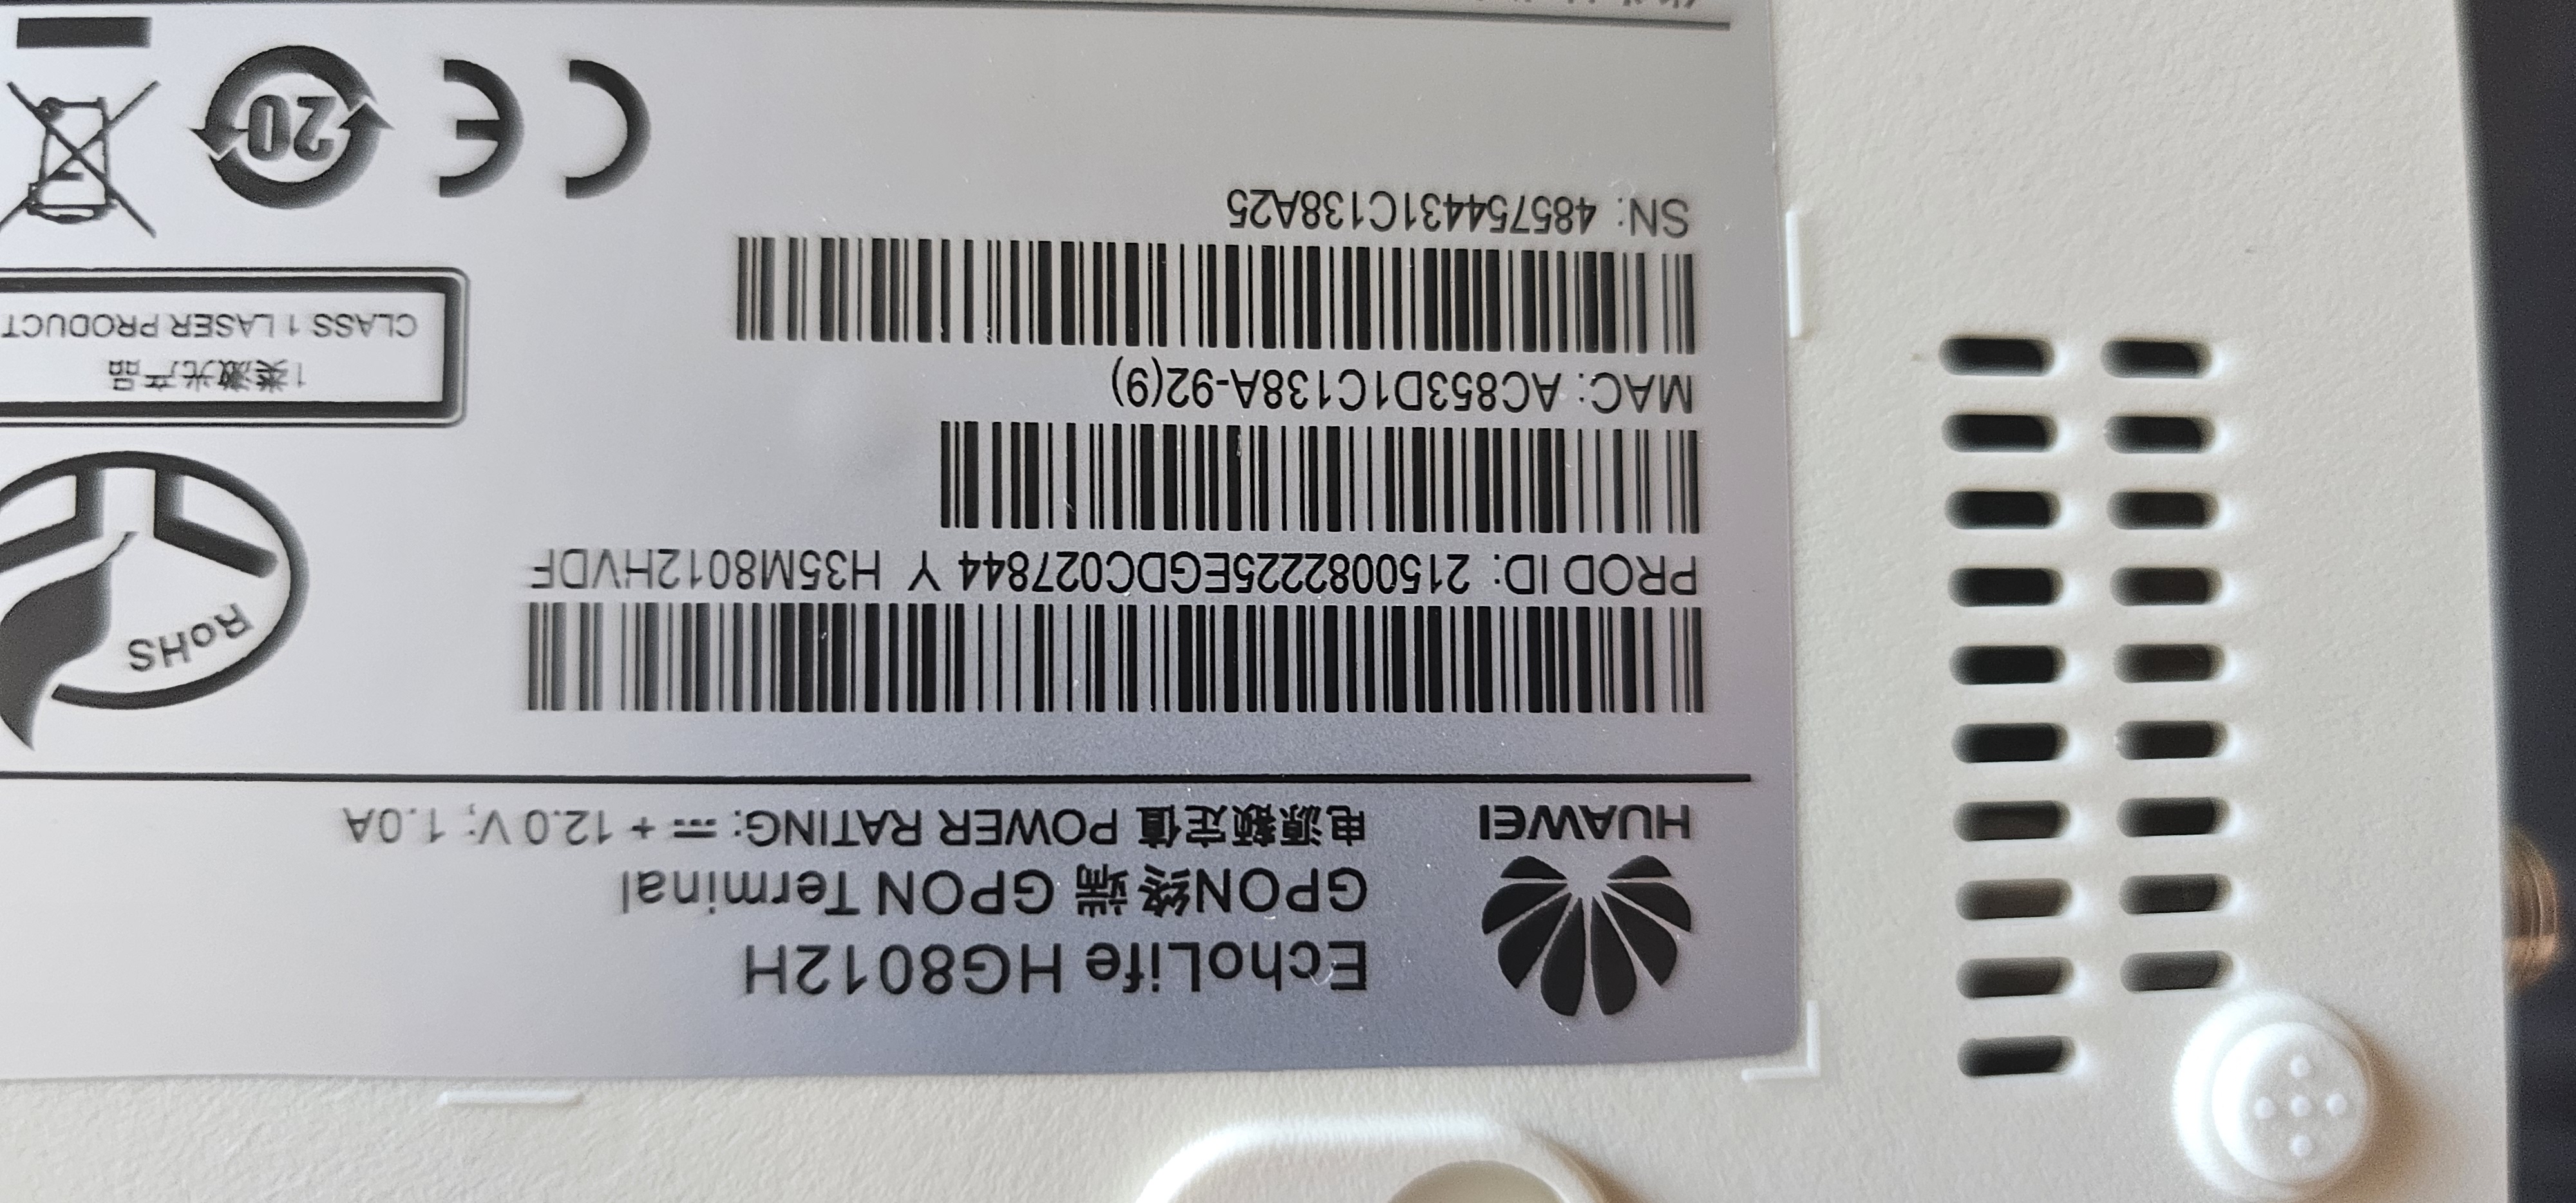 HUAWEI
EchoLife HG8012H
GPON终端 GPON Terminal
电源额定值 POWER RATING: ⎓ + 12.0 V; 1.0A
PROD ID: 2150082225EGDC027844 Y H35M8012HVDF
MAC: AC853D1C138A-92(9)
SN: 485754431C138A25
RoHS
1类激光产品
CLASS 1 LASER PRODUCT
CE
20